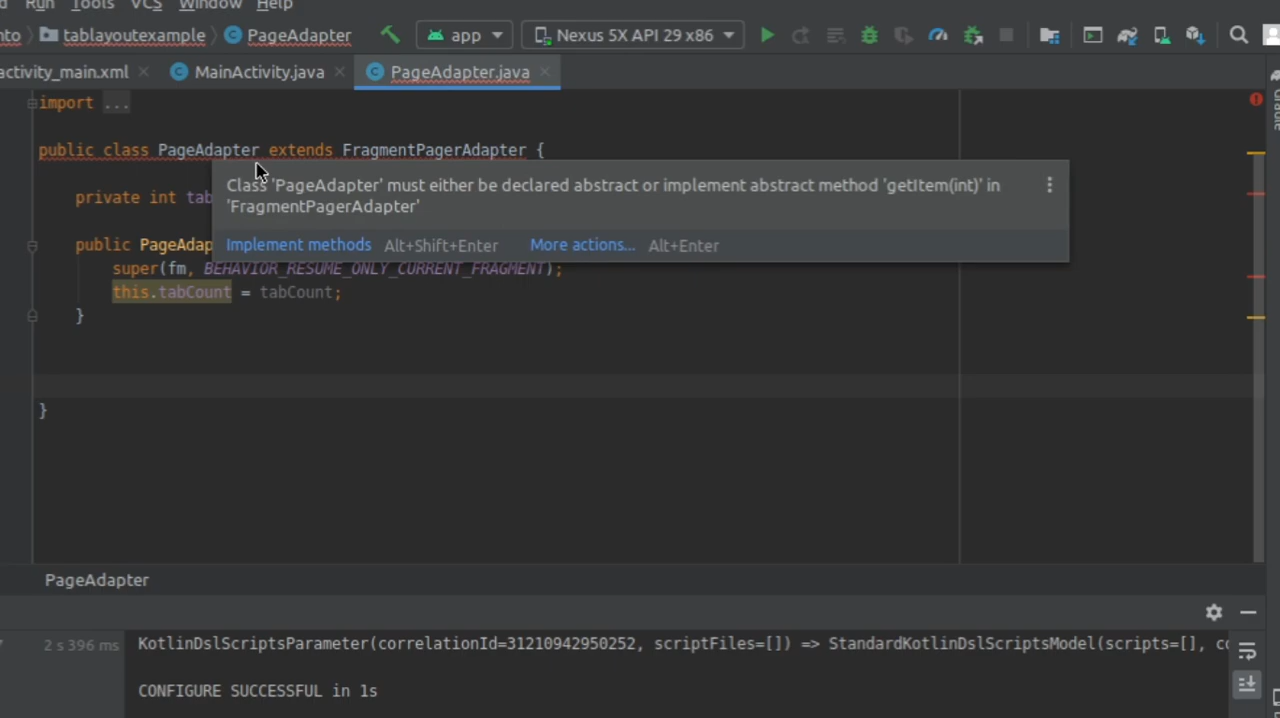 Run Tools VCS Window Help
tablayoutexample PageAdapter app Nexus 5X API 29 x86
activity_main.xml MainActivity.java PageAdapter.java
import ...
public class PageAdapter extends FragmentPagerAdapter {
Class 'PageAdapter' must either be declared abstract or implement abstract method 'getItem(int)' in
'FragmentPagerAdapter'
Implement methods Alt+Shift+Enter More actions... Alt+Enter
private int tab
public PageAdap
super(fm, BEHAVIOR_RESUME_ONLY_CURRENT_FRAGMENT);
this.tabCount = tabCount;
}
}
PageAdapter
2 s 396 ms KotlinDslScriptsParameter(correlationId=31210942950252, scriptFiles=[]) => StandardKotlinDslScriptsModel(scripts=[], co
CONFIGURE SUCCESSFUL in 1s